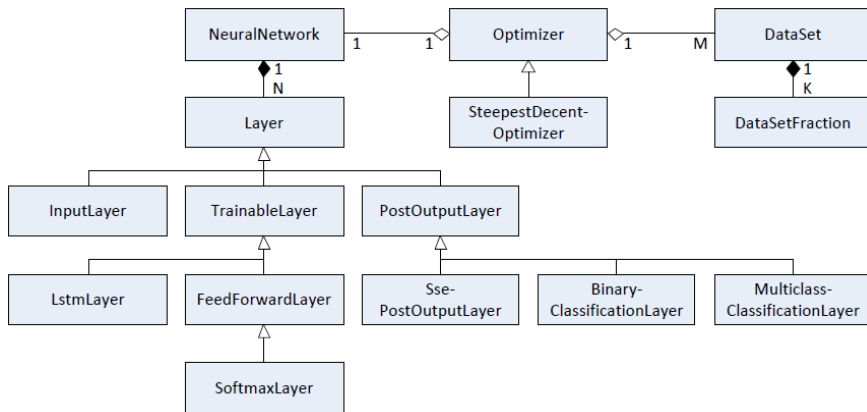 NeuralNetwork
1
1
Optimizer
1
M
DataSet
1
N
1
K
Layer
SteepestDecent-
Optimizer
DataSetFraction
InputLayer
TrainableLayer
PostOutputLayer
LstmLayer
FeedForwardLayer
Sse-
PostOutputLayer
Binary-
ClassificationLayer
Multiclass-
ClassificationLayer
SoftmaxLayer